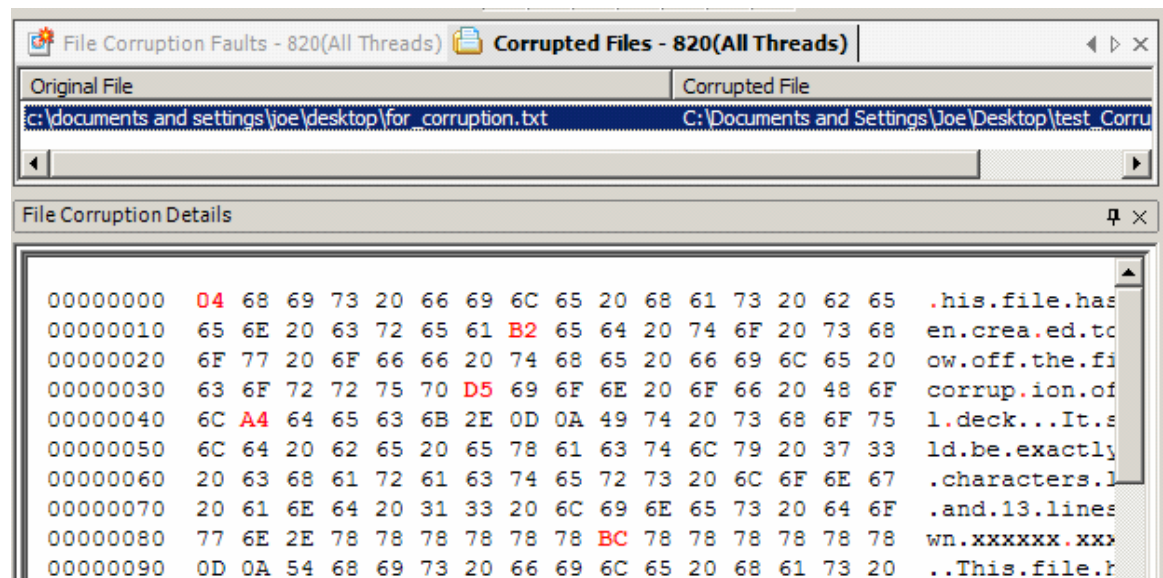 File Corruption Faults - 820(All Threads) Corrupted Files - 820(All Threads)
Original File Corrupted File
c:\documents and settings\joe\desktop\for_corruption.txt C:\Documents and Settings\Joe\Desktop\test_Corru
File Corruption Details
00000000 04 68 69 73 20 66 69 6C 65 20 68 61 73 20 62 65 .his.file.has
00000010 65 6E 20 63 72 65 61 B2 65 64 20 74 6F 20 73 68 en.crea.ed.to
00000020 6F 77 20 6F 66 66 20 74 68 65 20 66 69 6C 65 20 ow.off.the.fi
00000030 63 6F 72 72 75 70 D5 69 6F 6E 20 6F 66 20 48 6F corrup.ion.of
00000040 6C A4 64 65 63 6B 2E 0D 0A 49 74 20 73 68 6F 75 l.deck...It.s
00000050 6C 64 20 62 65 20 65 78 61 63 74 6C 79 20 37 33 ld.be.exactly
00000060 20 63 68 61 72 61 63 74 65 72 73 20 6C 6F 6E 67 .characters.l
00000070 20 61 6E 64 20 31 33 20 6C 69 6E 65 73 20 64 6F .and.13.lines
00000080 77 6E 2E 78 78 78 78 78 78 BC 78 78 78 78 78 78 wn.xxxxxx.xxx
00000090 0D 0A 54 68 69 73 20 66 69 6C 65 20 68 61 73 20 ..This.file.h